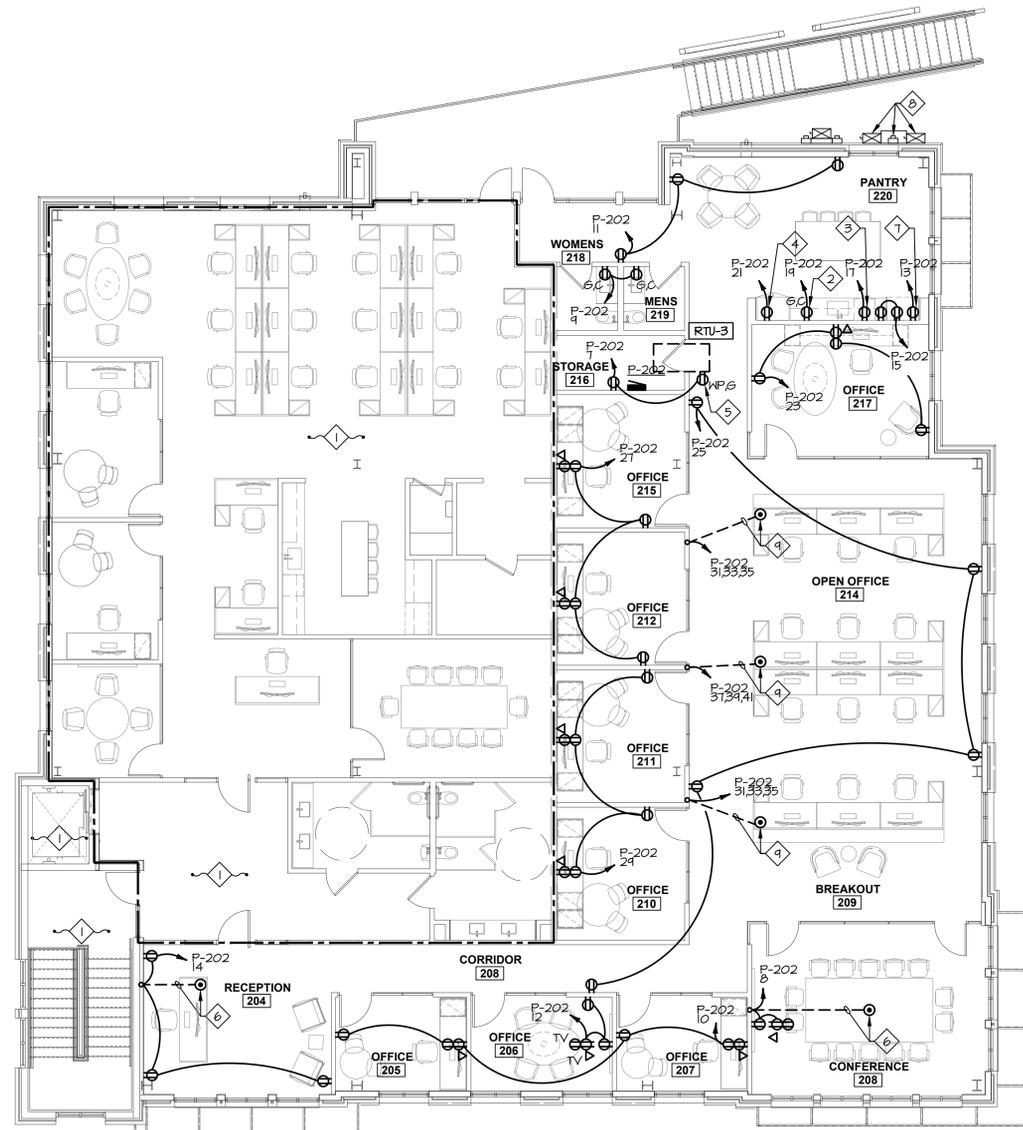 8
PANTRY
220
P-202
11
WOMENS
218
4
3
7
P-202
21
P-202
19
P-202
17
P-202
13
2
G,C
G,C
G,C
MENS
219
P-202
9
RTU-3
P-202
7
STORAGE
216
P-202
WP,G
5
P-202
15
OFFICE
217
P-202
23
P-202
25
1
P-202
27
OFFICE
215
9
P-202
31,33,35
OPEN OFFICE
214
OFFICE
212
P-202
37,39,41
9
OFFICE
211
P-202
31,33,35
1
9
P-202
29
1
OFFICE
210
BREAKOUT
209
1
P-202
14
CORRIDOR
208
P-202
8
RECEPTION
204
6
P-202
12
P-202
10
OFFICE
206
TV
TV
OFFICE
205
OFFICE
207
6
CONFERENCE
208